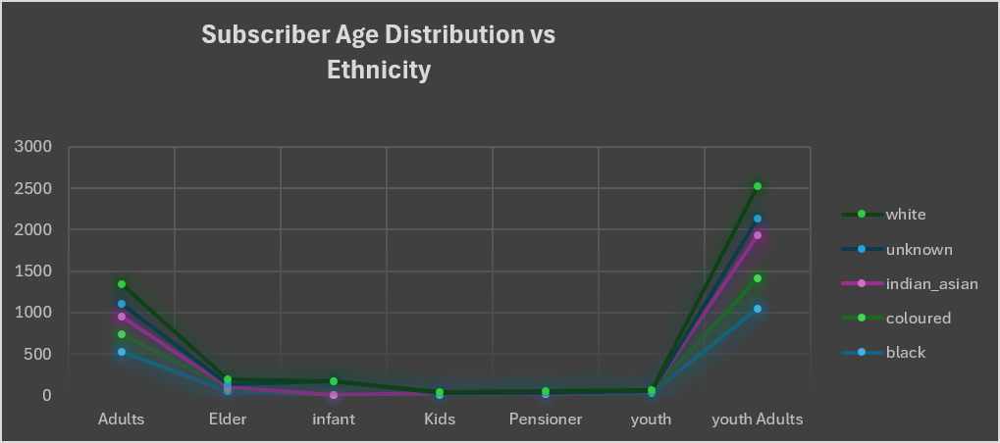 Subscriber Age Distribution vs
Ethnicity
3000
2500
2000
1500
1000
500
0
Adults
Elder
infant
Kids
Pensioner
youth
youth Adults
white
unknown
indian_asian
coloured
black